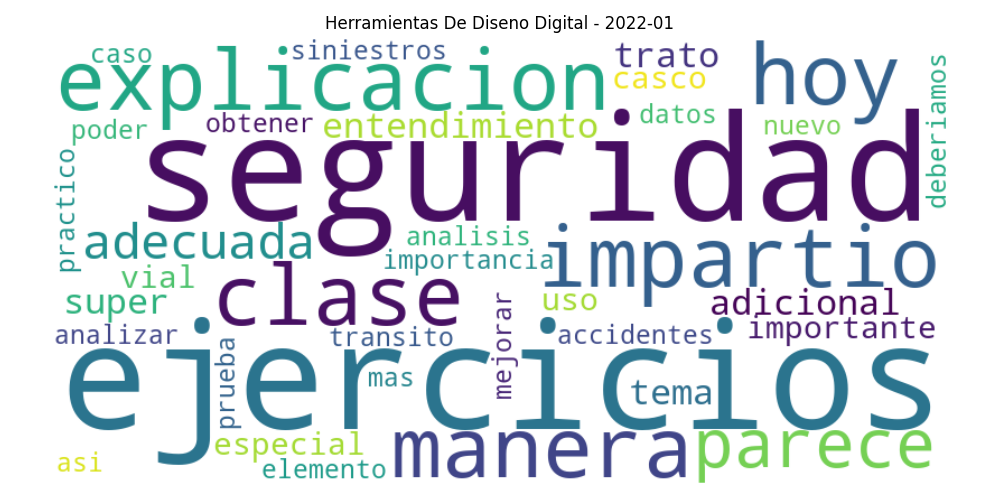 Herramientas De Diseno Digital - 2022-01
caso
siniestros
trato
hoy
explicacion
casco
deberiamos
poder
obtener
entendimiento
datos
nuevo
seguridad
practico
adecuada
analisis
impartio
importancia
vial
clase
super
uso
adicional
mejorar
analizar
transito
accidentes
importante
ejercicios
prueba
mas
tema
especial
manera
parece
asi
elemento